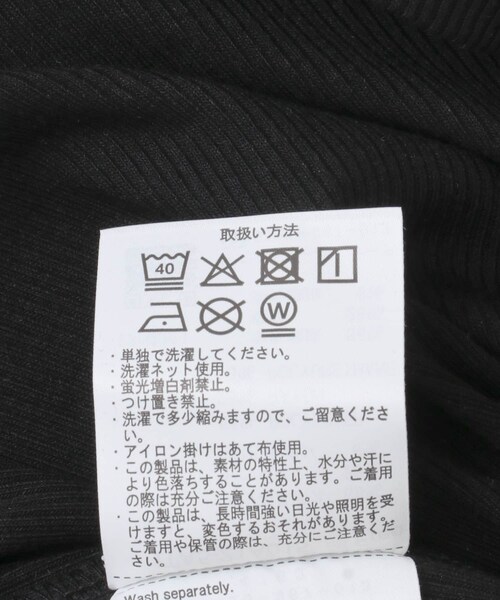 取扱い方法
40
W
・単独で洗濯してください。
・洗濯ネット使用。
・蛍光増白剤禁止。
・つけ置き禁止。
・洗濯で多少縮みますので、ご留意くださ
い。
・アイロン掛けはあて布使用。
・この製品は、素材の特性上、水分や汗に
より色落ちすることがあります。ご着用
の際は充分ご注意ください。
・この製品は、長時間強い日光や照明を受
けますと、変色するおそれがあります。
ご着用や保管の際は、充分にご注意くだ
さい。
Wash separately.